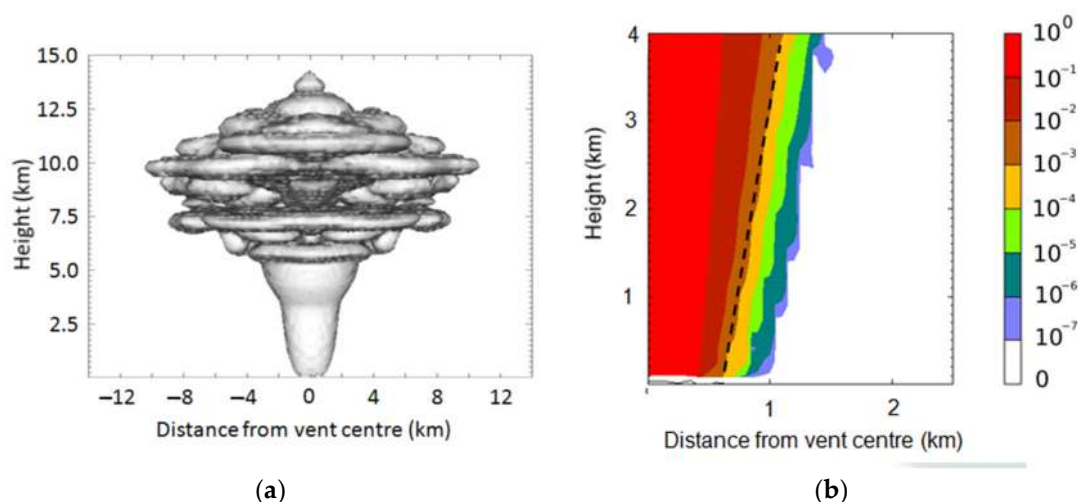 15.0
12.5
10.0
7.5
5.0
2.5
Height (km)
−12 −8 −4 0 4 8 12
Distance from vent centre (km)
(a)
4
3
2
1
Height (km)
1 2
Distance from vent centre (km)
10⁰
10⁻¹
10⁻²
10⁻³
10⁻⁴
10⁻⁵
10⁻⁶
10⁻⁷
0
(b)